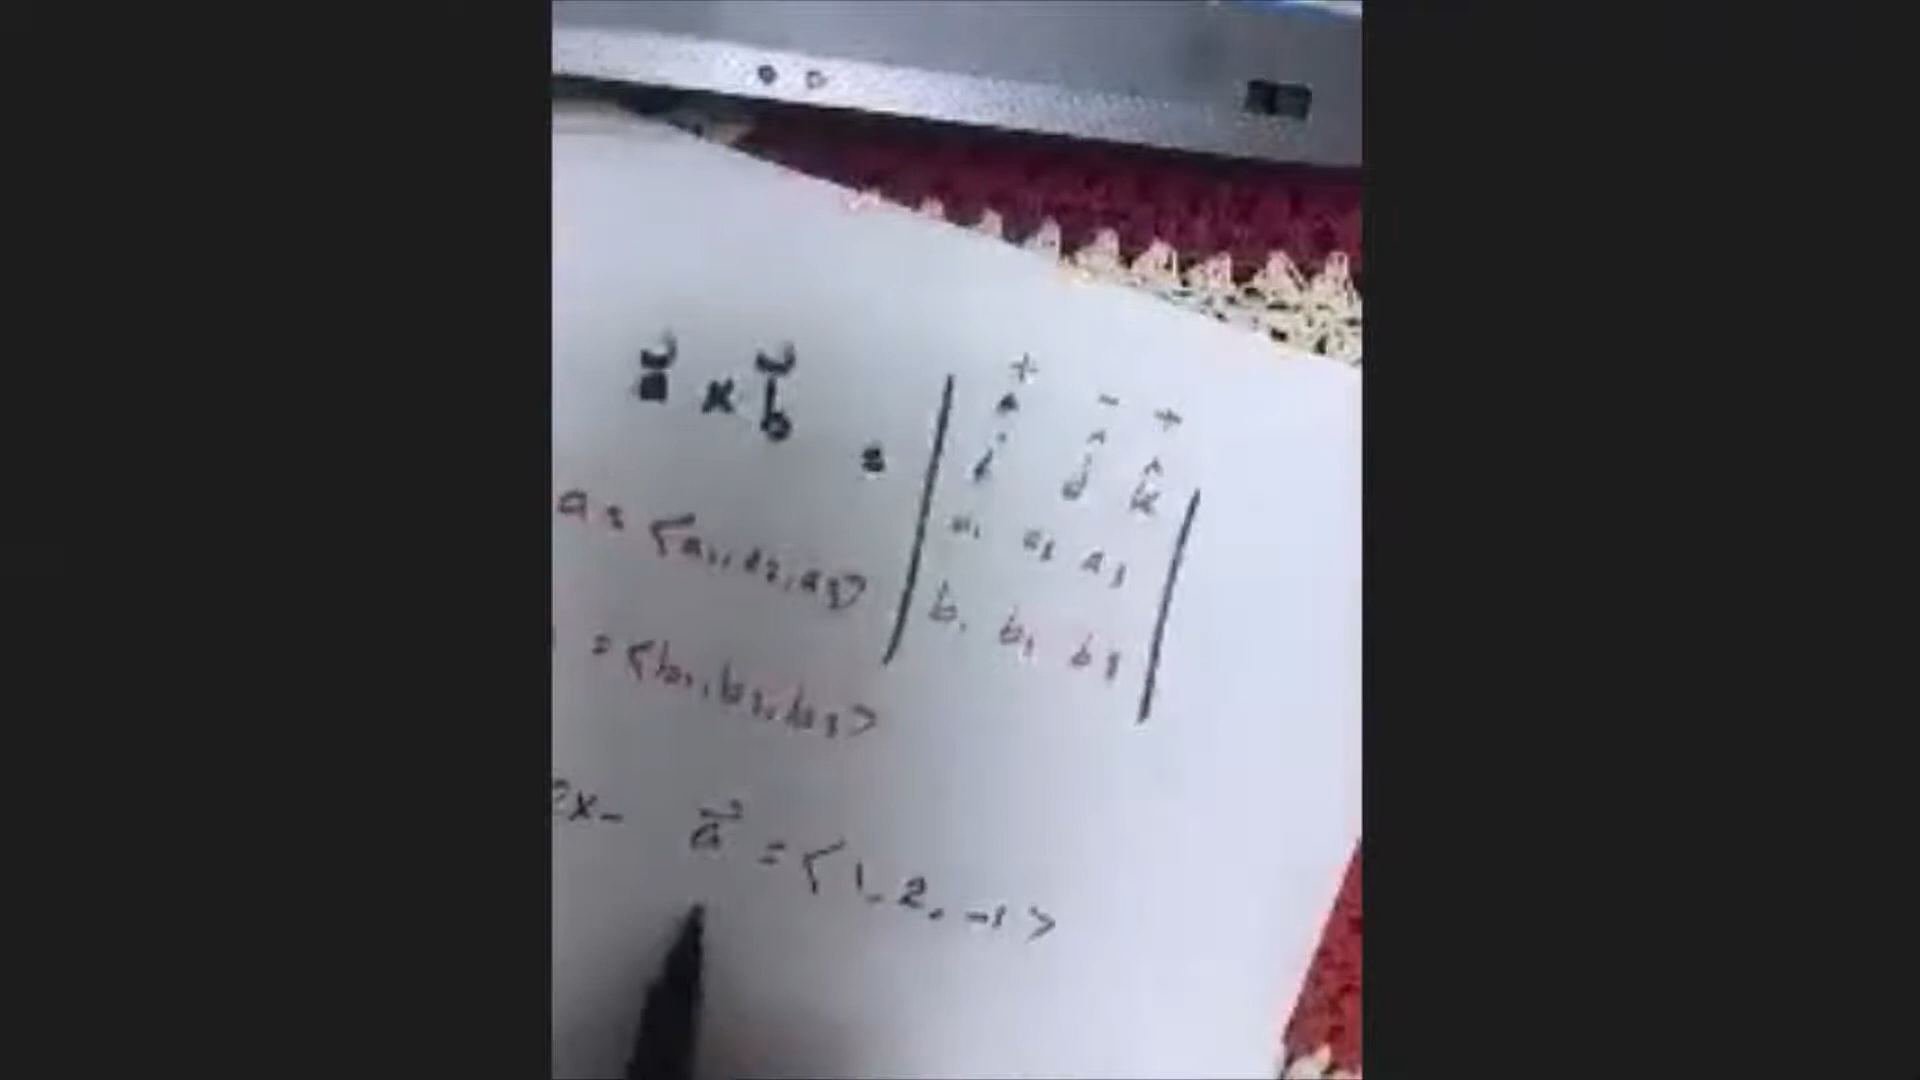 + - +
a⃗ × b⃗ = | î ĵ k̂ |
a₁ a₂ a₃
a = <a₁, a₂, a₃>
b₁ b₂ b₃
= <b₁, b₂, b₃>
Ex- a⃗ = <1, 2, -1>